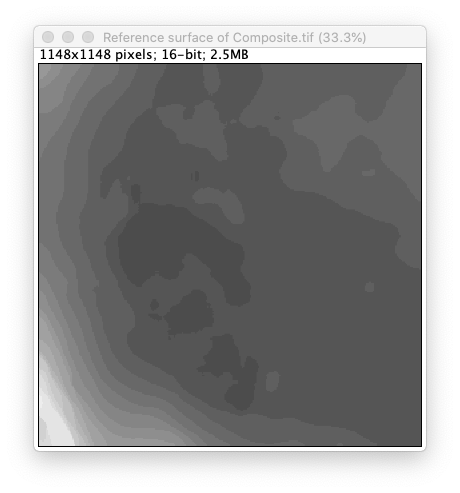 Reference surface of Composite.tif (33.3%)
1148x1148 pixels; 16-bit; 2.5MB